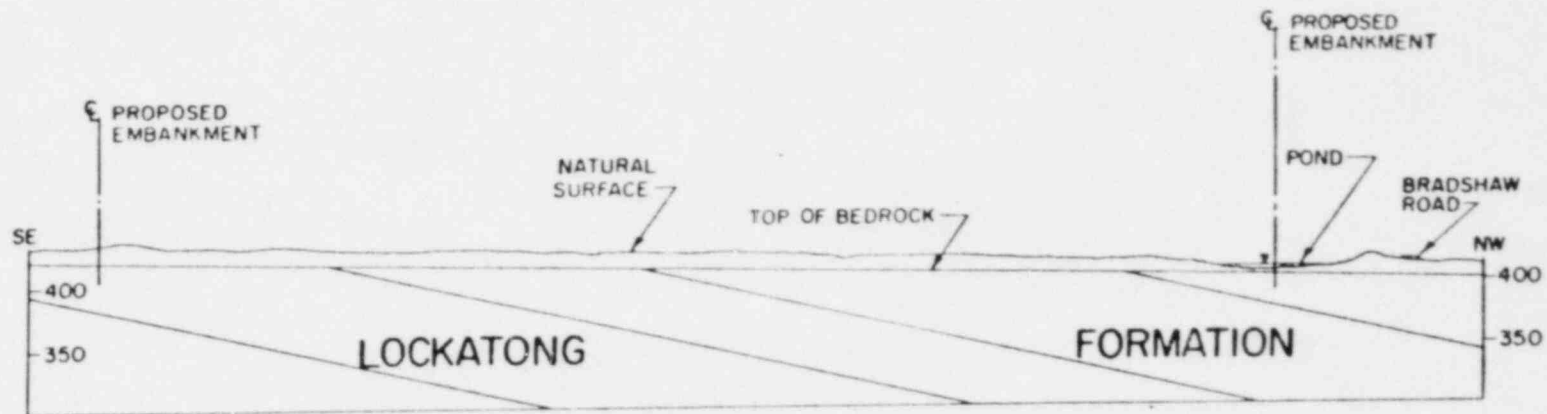 ℄ PROPOSED
EMBANKMENT
℄ PROPOSED
EMBANKMENT
NATURAL
SURFACE
TOP OF BEDROCK
POND
BRADSHAW
ROAD
SE
NW
400
350
400
350
LOCKATONG
FORMATION